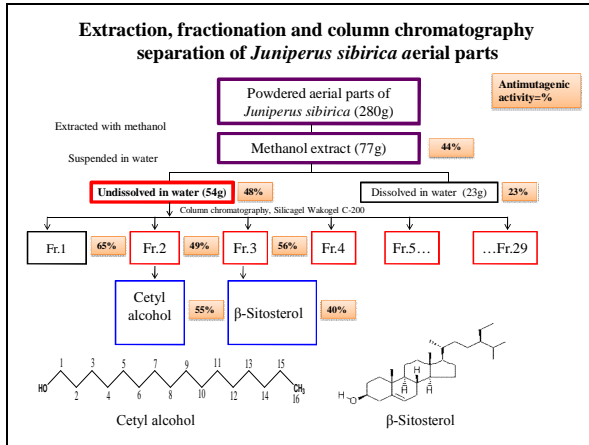 Extraction, fractionation and column chromatography
separation of Juniperus sibirica aerial parts
Powdered aerial parts of
Juniperus sibirica (280g)
Antimutagenic
activity=%
Extracted with methanol
Methanol extract (77g)
44%
Suspended in water
Undissolved in water (54g)
48%
Dissolved in water (23g)
23%
Column chromatography, Silicagel Wakogel C-200
Fr.1
65%
Fr.2
49%
Fr.3
56%
Fr.4
Fr.5…
…Fr.29
Cetyl
alcohol
55%
β-Sitosterol
40%
1 3 4 5 7 9 11 13 15
HO
CH3
2 4 6 8 10 12 14 16
Cetyl alcohol
H
H
H
H
O
β-Sitosterol